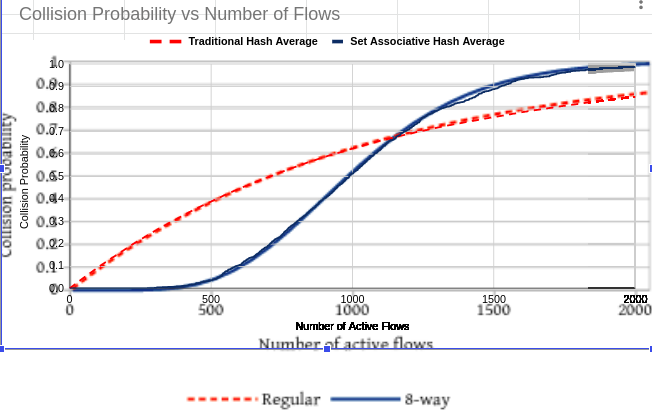 Collision Probability vs Number of Flows
Traditional Hash Average
Set Associative Hash Average
Collision probability
Collision Probability
1.0
0.9
0.8
0.7
0.6
0.5
0.4
0.3
0.2
0.1
0.0
0 500 1000 1500 2000
2000
Number of Active Flows
Number of active flows
Regular 8-way